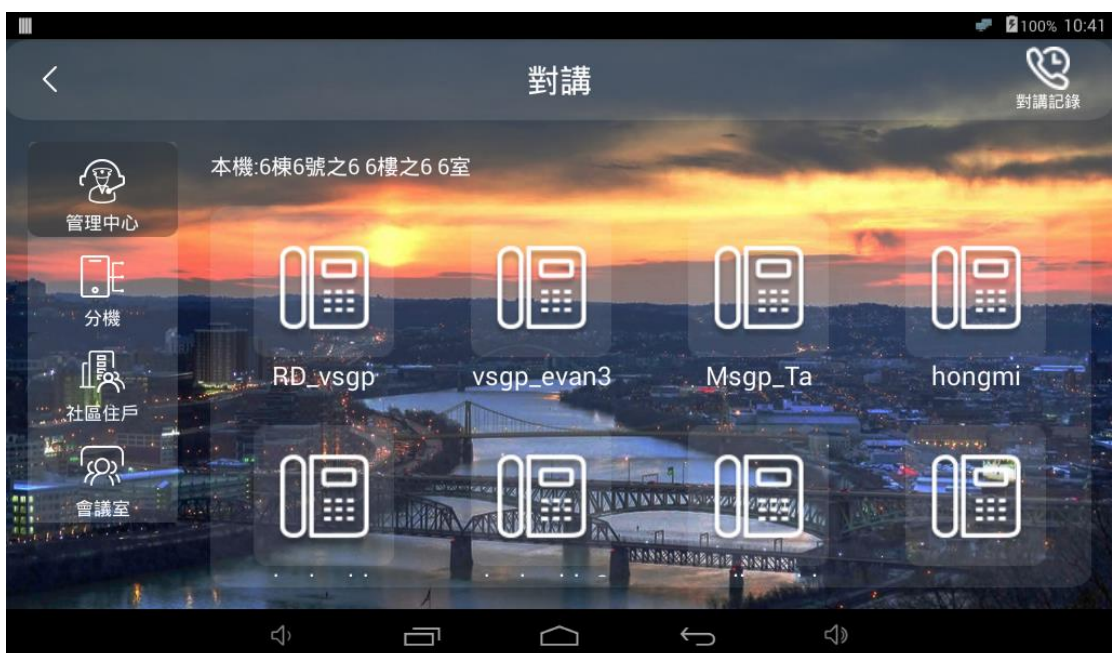 100% 10:41
對講
對講記錄
本機:6棟6號之6 6樓之6 6室
管理中心
分機
社區住戶
會議室
RD_vsgp
vsgp_evan3
Msgp_Ta
hongmi